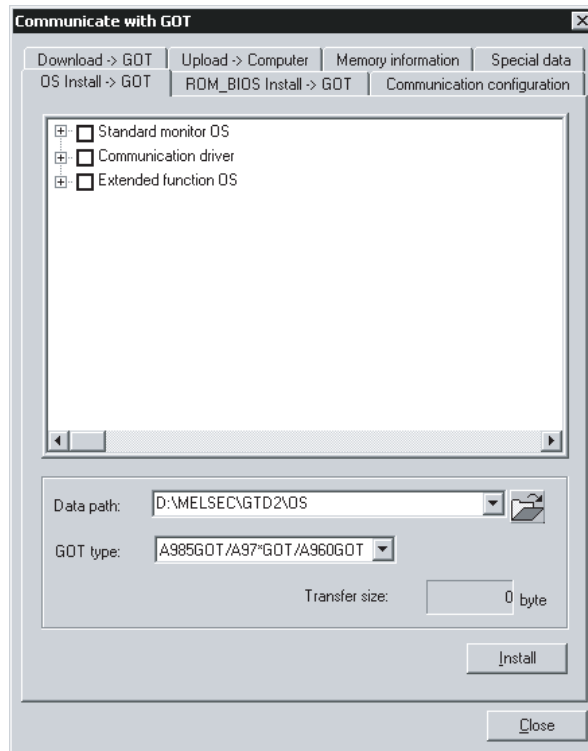 Communicate with GOT
Download -> GOT Upload -> Computer Memory information Special data
OS Install -> GOT ROM_BIOS Install -> GOT Communication configuration
Standard monitor OS
Communication driver
Extended function OS
Data path: D:\MELSEC\GTD2\OS
GOT type: A985GOT/A97*GOT/A960GOT
Transfer size: 0 byte
Install
Close